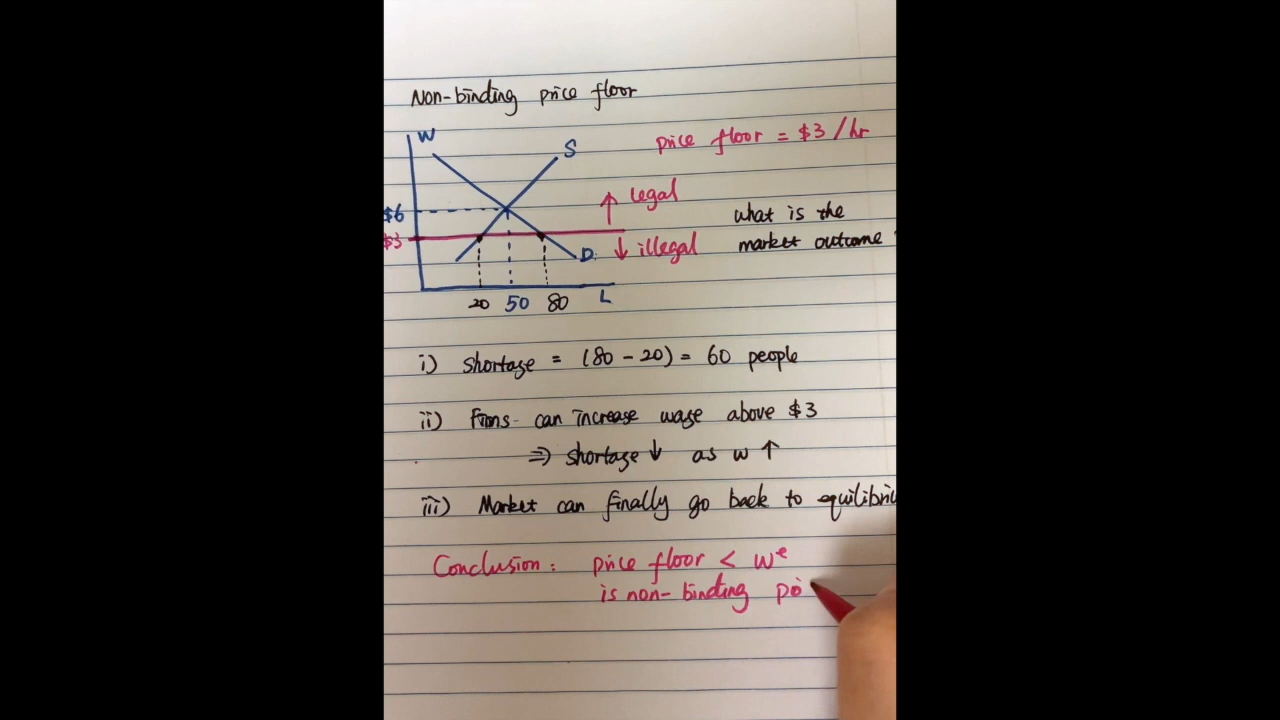 Non-binding price floor
W
S
price floor = $3 / hr
↑ legal
$6
what is the
$3
↓ illegal
market outcome
D
20 50 80 L
i) shortage = (80 - 20) = 60 people
ii) Firms can increase wage above $3
⇒ shortage ↓ as w ↑
iii) Market can finally go back to equilibriu
Conclusion: price floor < wᵉ
is non-binding